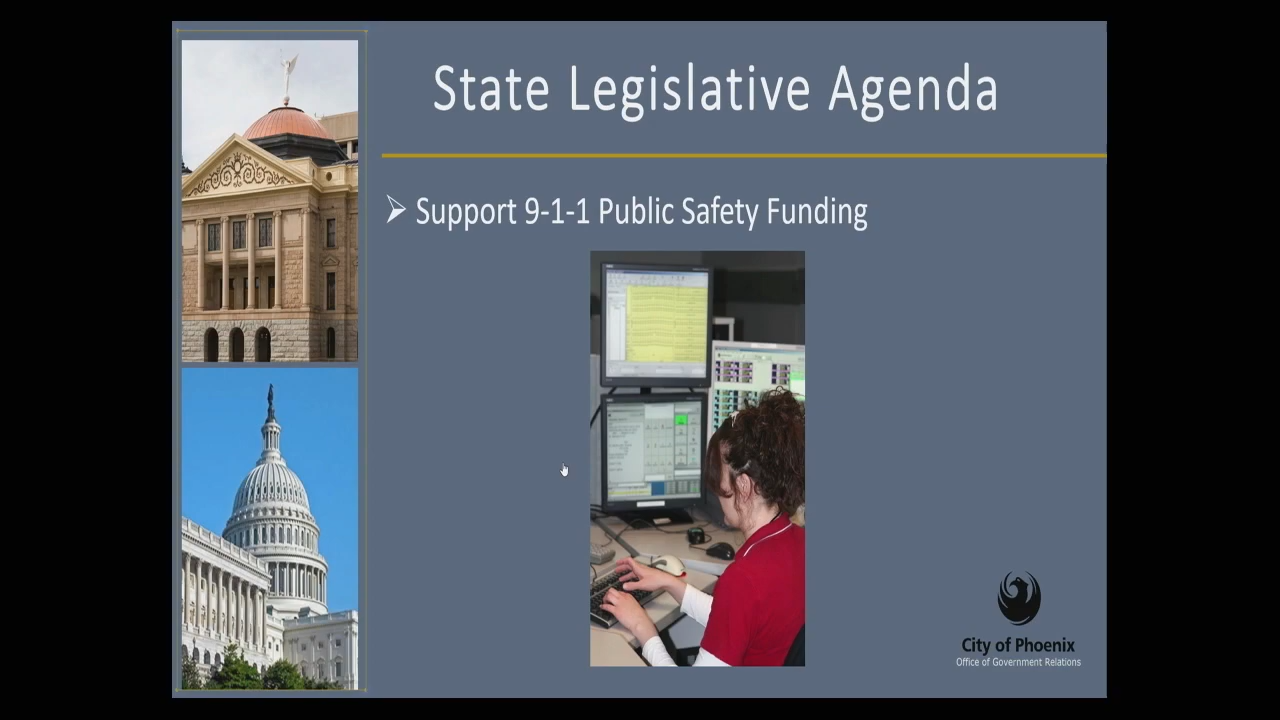 State Legislative Agenda
Support 9-1-1 Public Safety Funding
City of Phoenix
Office of Government Relations